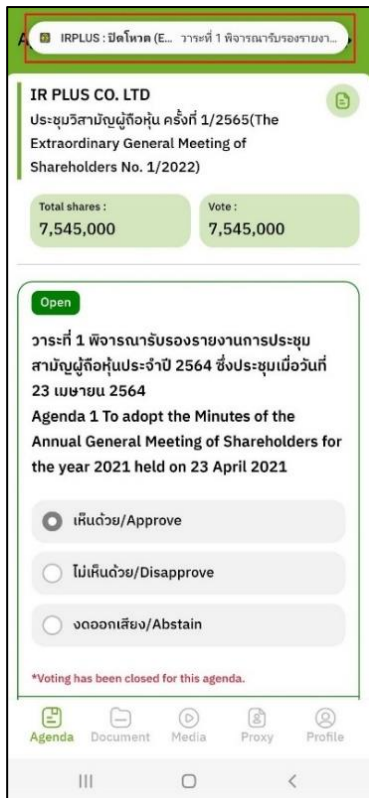 IRPLUS : ปิดโหวต (E... วาระที่ 1 พิจารณารับรองรายงา...
IR PLUS CO. LTD
ประชุมวิสามัญผู้ถือหุ้น ครั้งที่ 1/2565(The
Extraordinary General Meeting of
Shareholders No. 1/2022)
Total shares :
7,545,000
Vote :
7,545,000
Open
วาระที่ 1 พิจารณารับรองรายงานการประชุม
สามัญผู้ถือหุ้นประจำปี 2564 ซึ่งประชุมเมื่อวันที่
23 เมษายน 2564
Agenda 1 To adopt the Minutes of the
Annual General Meeting of Shareholders for
the year 2021 held on 23 April 2021
เห็นด้วย/Approve
ไม่เห็นด้วย/Disapprove
งดออกเสียง/Abstain
*Voting has been closed for this agenda.
Agenda Document Media Proxy Profile